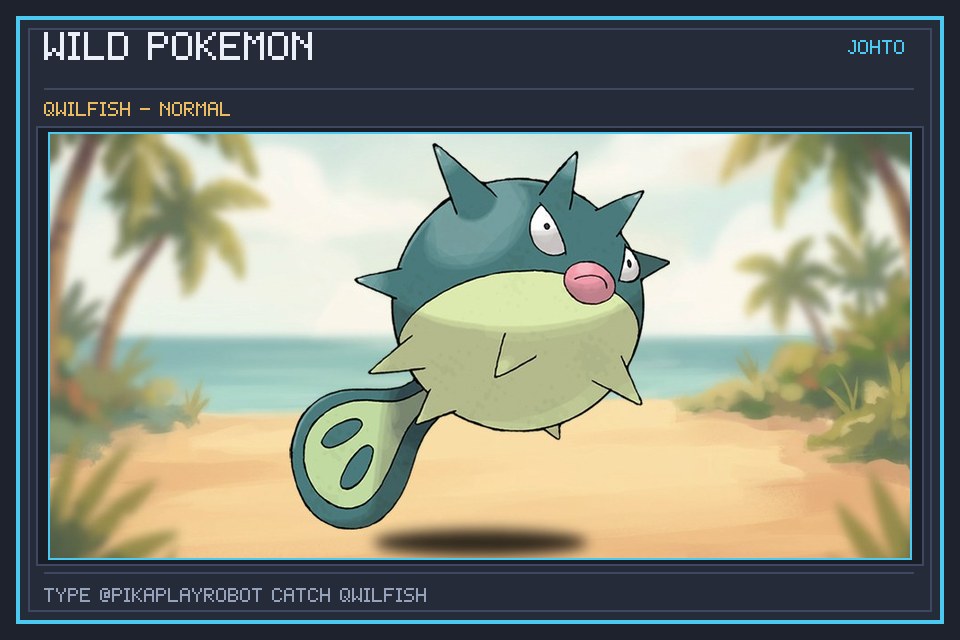 WILD POKEMON
JOHTO
QWILFISH - NORMAL
TYPE @PIKAPLAYROBOT CATCH QWILFISH